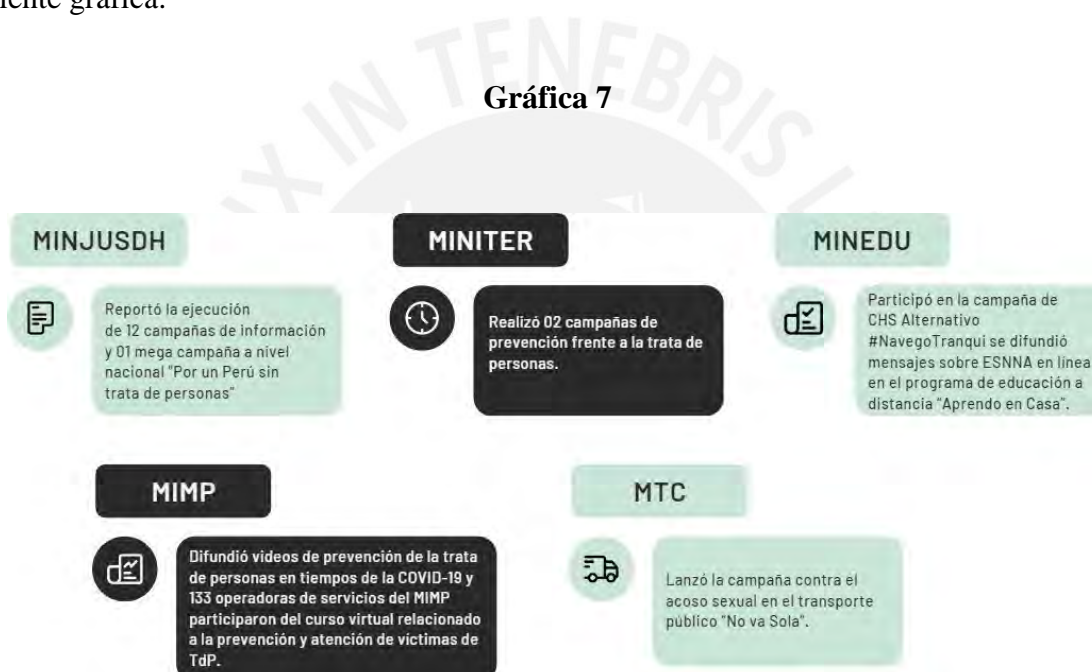 iente gráfica.
X IN TENEBRIS L
Gráfica 7
MINJUSDH
Reportó la ejecución
de 12 campañas de información
y 01 mega campaña a nivel
nacional "Por un Perú sin
trata de personas"
MINITER
Realizó 02 campañas de
prevención frente a la trata de
personas.
MINEDU
Participó en la campaña de
CHS Alternativo
#NavegoTranqui se difundió
mensajes sobre ESNNA en línea
en el programa de educación a
distancia "Aprendo en Casa".
MIMP
Difundió videos de prevención de la trata
de personas en tiempos de la COVID-19 y
133 operadoras de servicios del MIMP
participaron del curso virtual relacionado
a la prevención y atención de víctimas de
TdP.
MTC
Lanzó la campaña contra el
acoso sexual en el transporte
público "No va Sola".